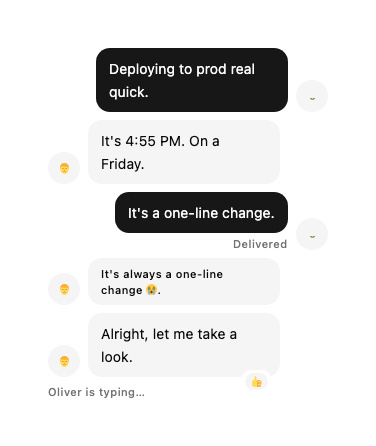 Deploying to prod real
quick.
It's 4:55 PM. On a
Friday.
It's a one-line change.
Delivered
It's always a one-line
change 😭.
Alright, let me take a
look.
👍
Oliver is typing...